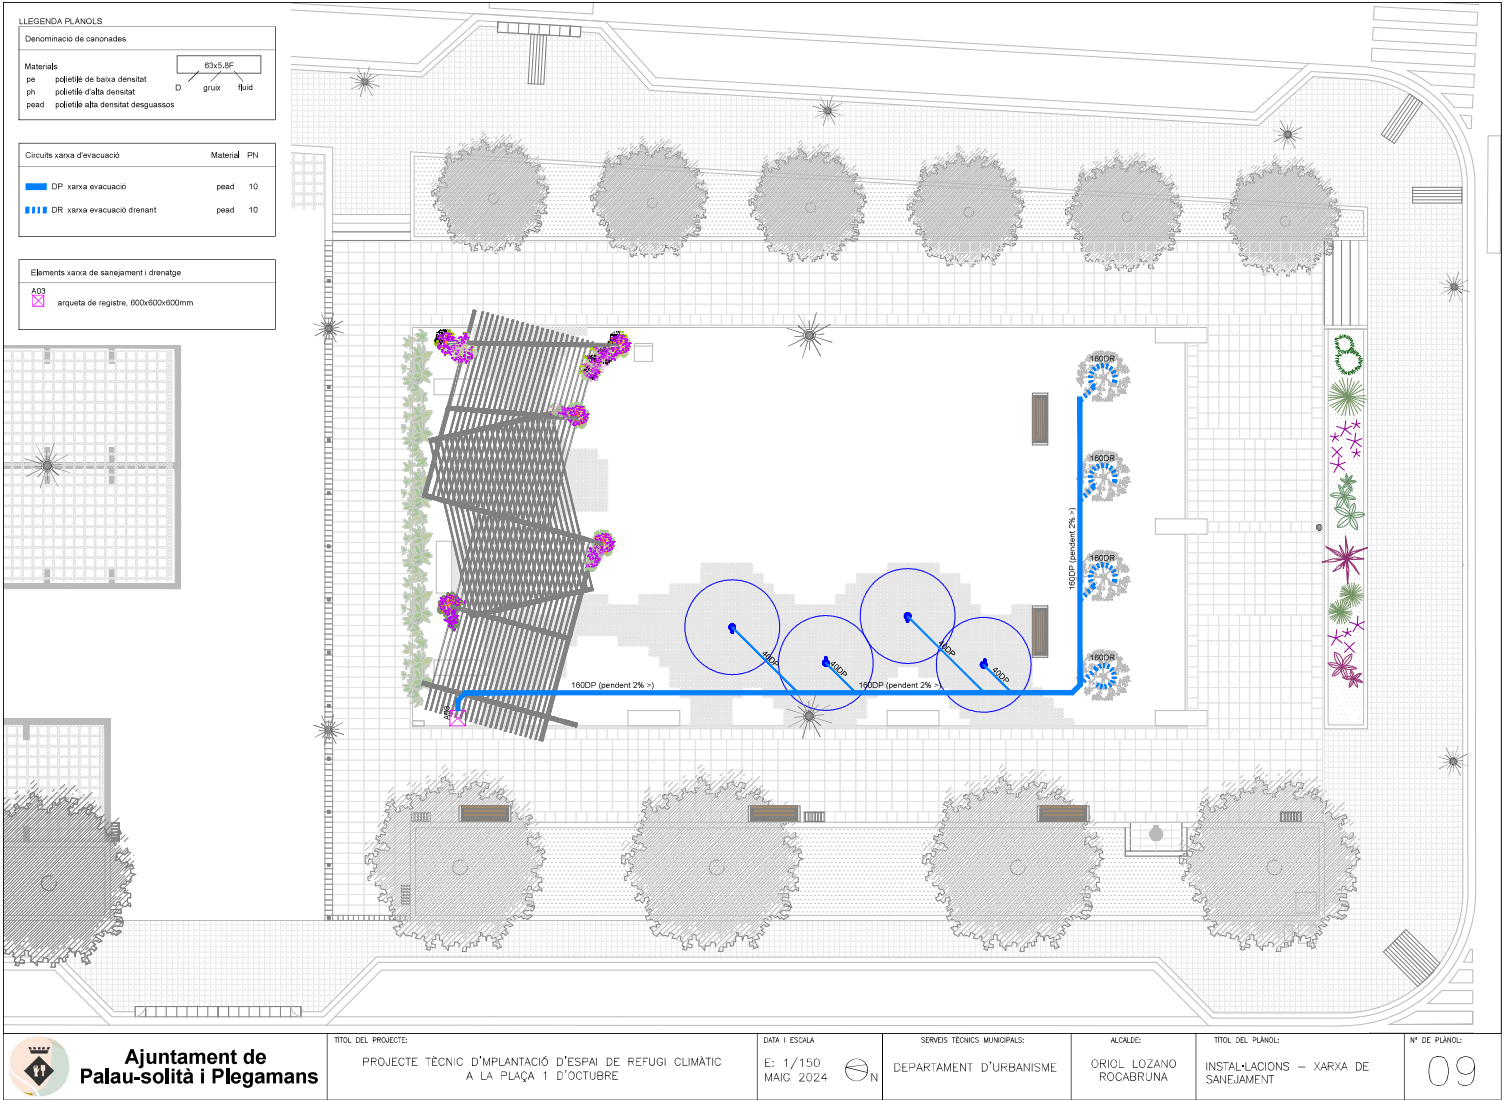 LLEGENDA PLÀNOLS
Denominació de canonades
Materials
63x5.8F
pe polietilè de baixa densitat
D gruix fluid
ph polietilè d'alta densitat
pead polietilè alta densitat desguassos
Circuits xarxa d'evacuació Material PN
DP xarxa evacuació pead 10
DR xarxa evacuació drenant pead 10
Elements xarxa de sanejament i drenatge
A03
arqueta de registre, 600x600x600mm
160DR
160DR
160DP (pendent 2% >)
160DR
160DR
40DP
40DP
40DP
40DP
160DP (pendent 2% >)
160DP (pendent 2% >)
A03
Ajuntament de
Palau-solità i Plegamans
TÍTOL DEL PROJECTE:
PROJECTE TÈCNIC D'IMPLANTACIÓ D'ESPAI DE REFUGI CLIMÀTIC
A LA PLAÇA 1 D'OCTUBRE
DATA I ESCALA
E: 1/150
MAIG 2024
N
SERVEIS TÈCNICS MUNICIPALS:
DEPARTAMENT D'URBANISME
ALCALDE:
ORIOL LOZANO
ROCABRUNA
TÍTOL DEL PLÀNOL:
INSTAL·LACIONS – XARXA DE
SANEJAMENT
Nº DE PLÀNOL:
09